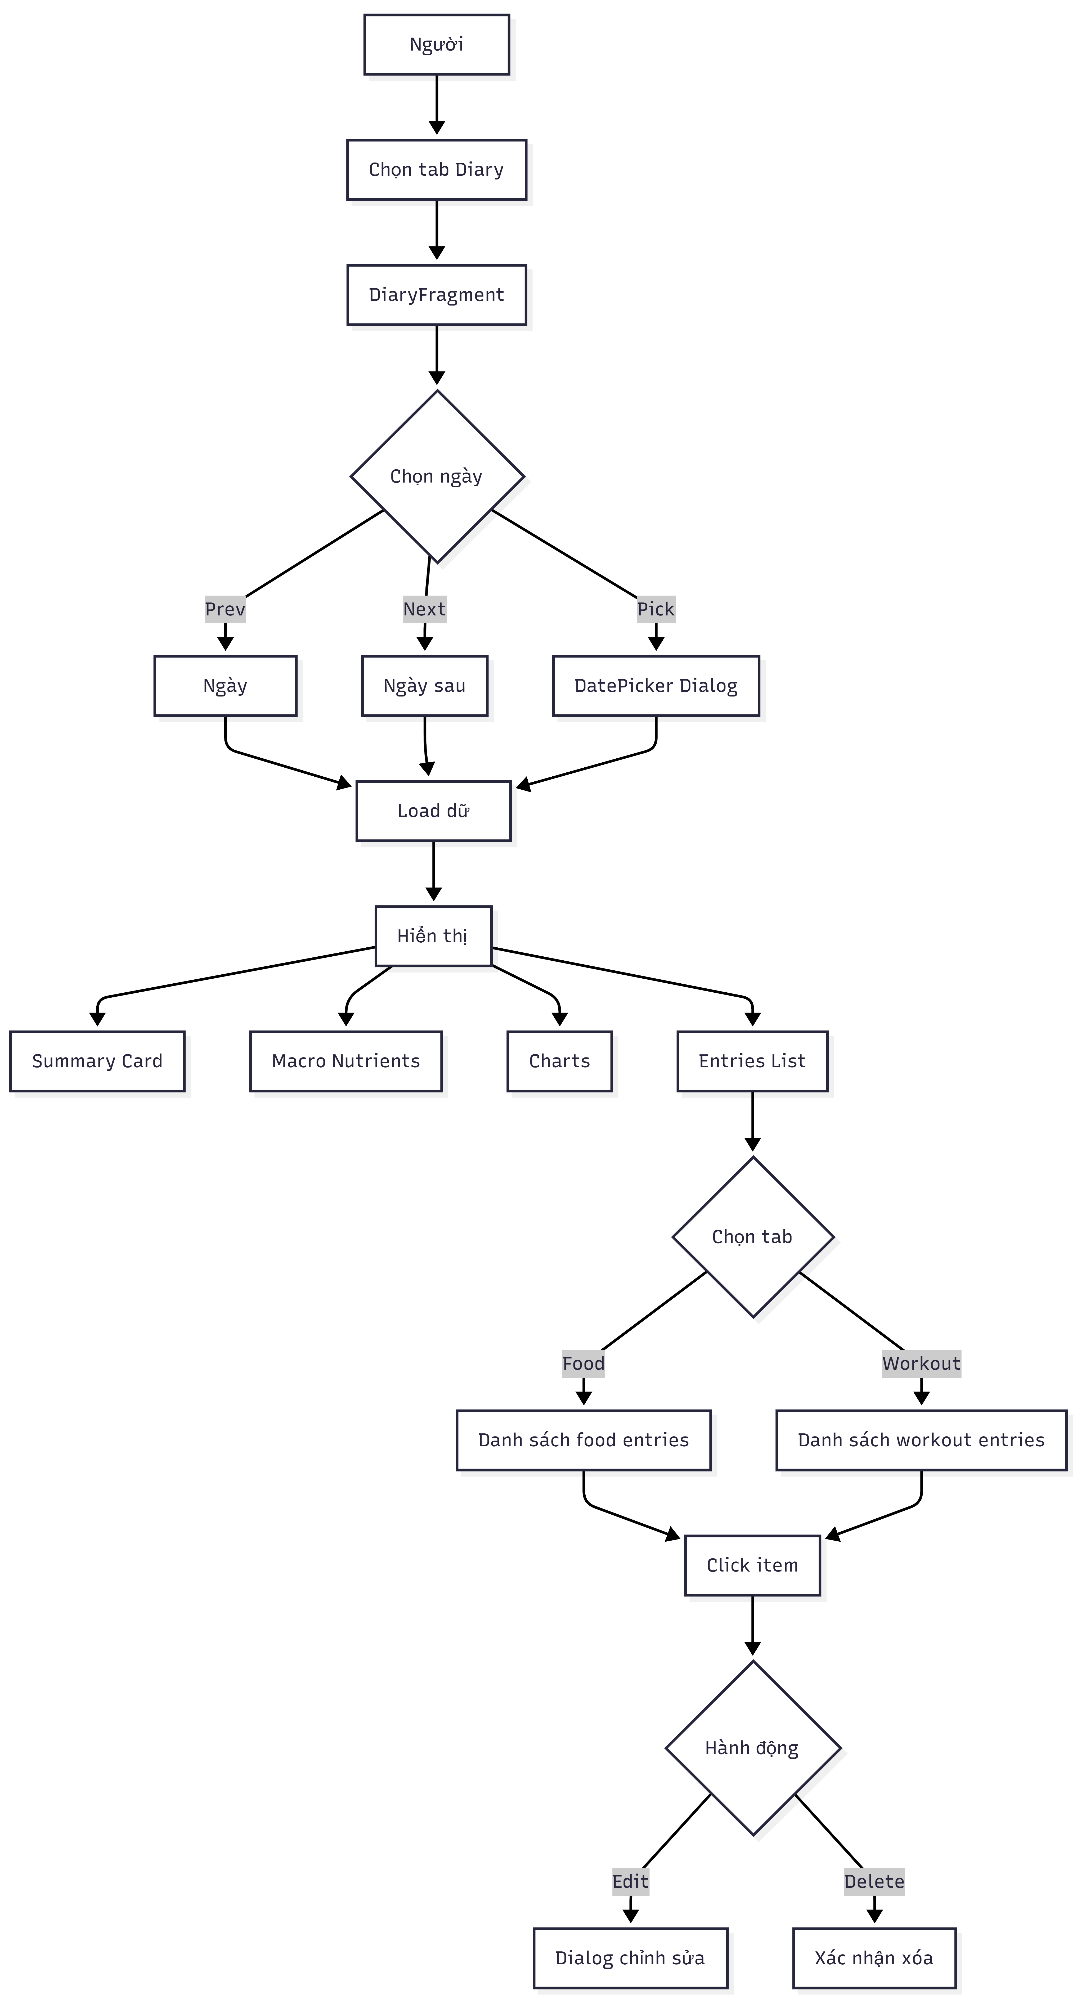 Người
Chọn tab Diary
DiaryFragment
Chọn ngày
Prev
Next
Pick
Ngày
Ngày sau
DatePicker Dialog
Load dữ
Hiển thị
Summary Card
Macro Nutrients
Charts
Entries List
Chọn tab
Food
Workout
Danh sách food entries
Danh sách workout entries
Click item
Hành động
Edit
Delete
Dialog chỉnh sửa
Xác nhận xóa